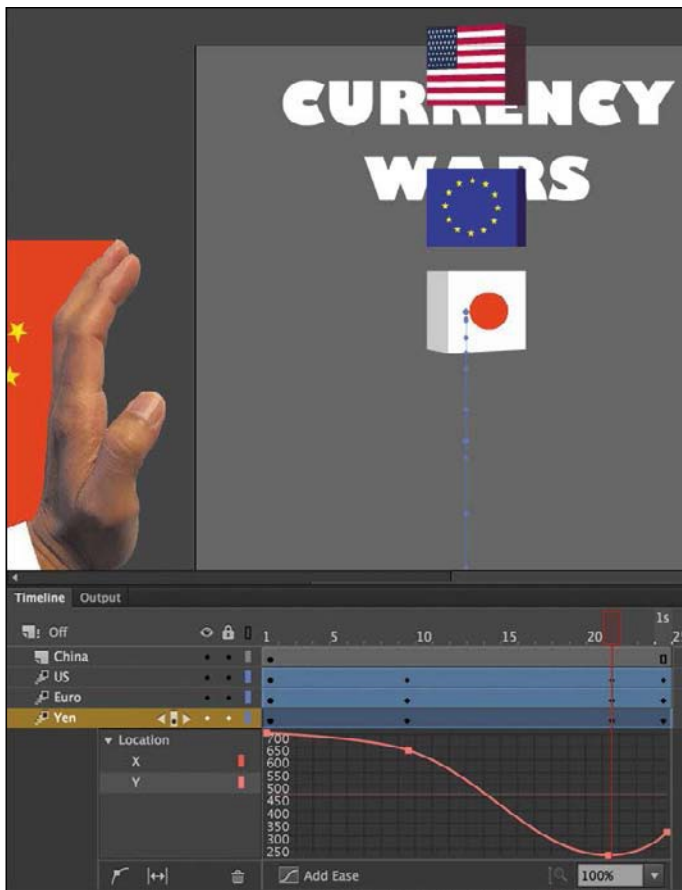 CURRENCY
WARS
Timeline Output
Off
1 5 10 15 20 1s 25
China
US
Euro
Yen
Location
X
Y
700
650
600
550
500
450
400
350
300
250
Add Ease
100%